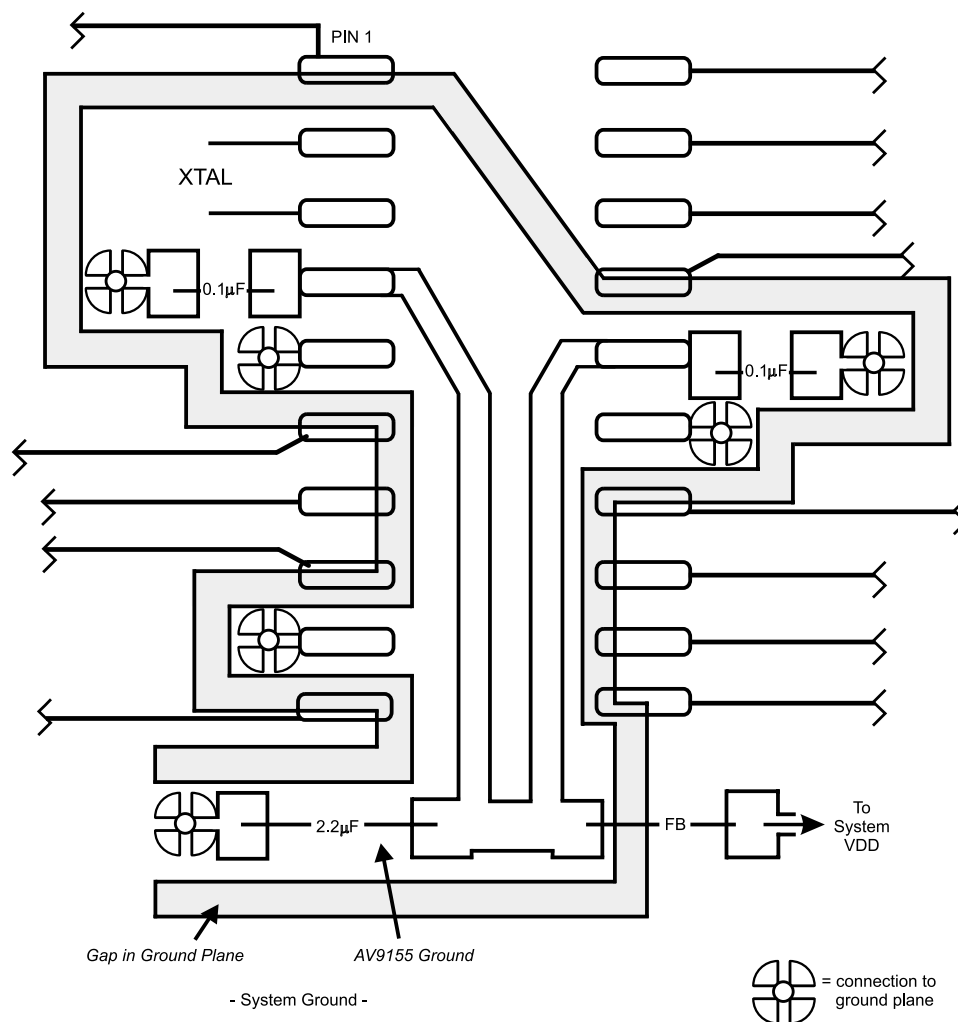 PIN 1
XTAL
0.1μF
0.1μF
2.2μF
FB
To
System
VDD
Gap in Ground Plane
AV9155 Ground
- System Ground -
= connection to
ground plane